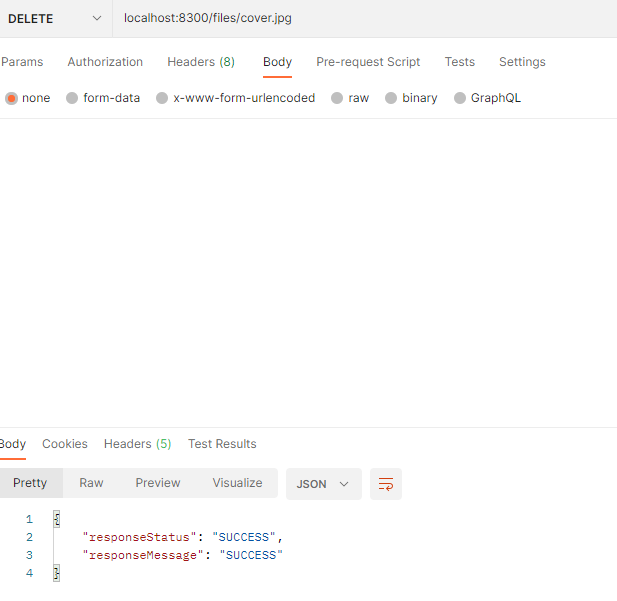 DELETE localhost:8300/files/cover.jpg
Params Authorization Headers (8) Body Pre-request Script Tests Settings
none form-data x-www-form-urlencoded raw binary GraphQL
Body Cookies Headers (5) Test Results
Pretty Raw Preview Visualize JSON
1 {
2 "responseStatus": "SUCCESS",
3 "responseMessage": "SUCCESS"
4 }